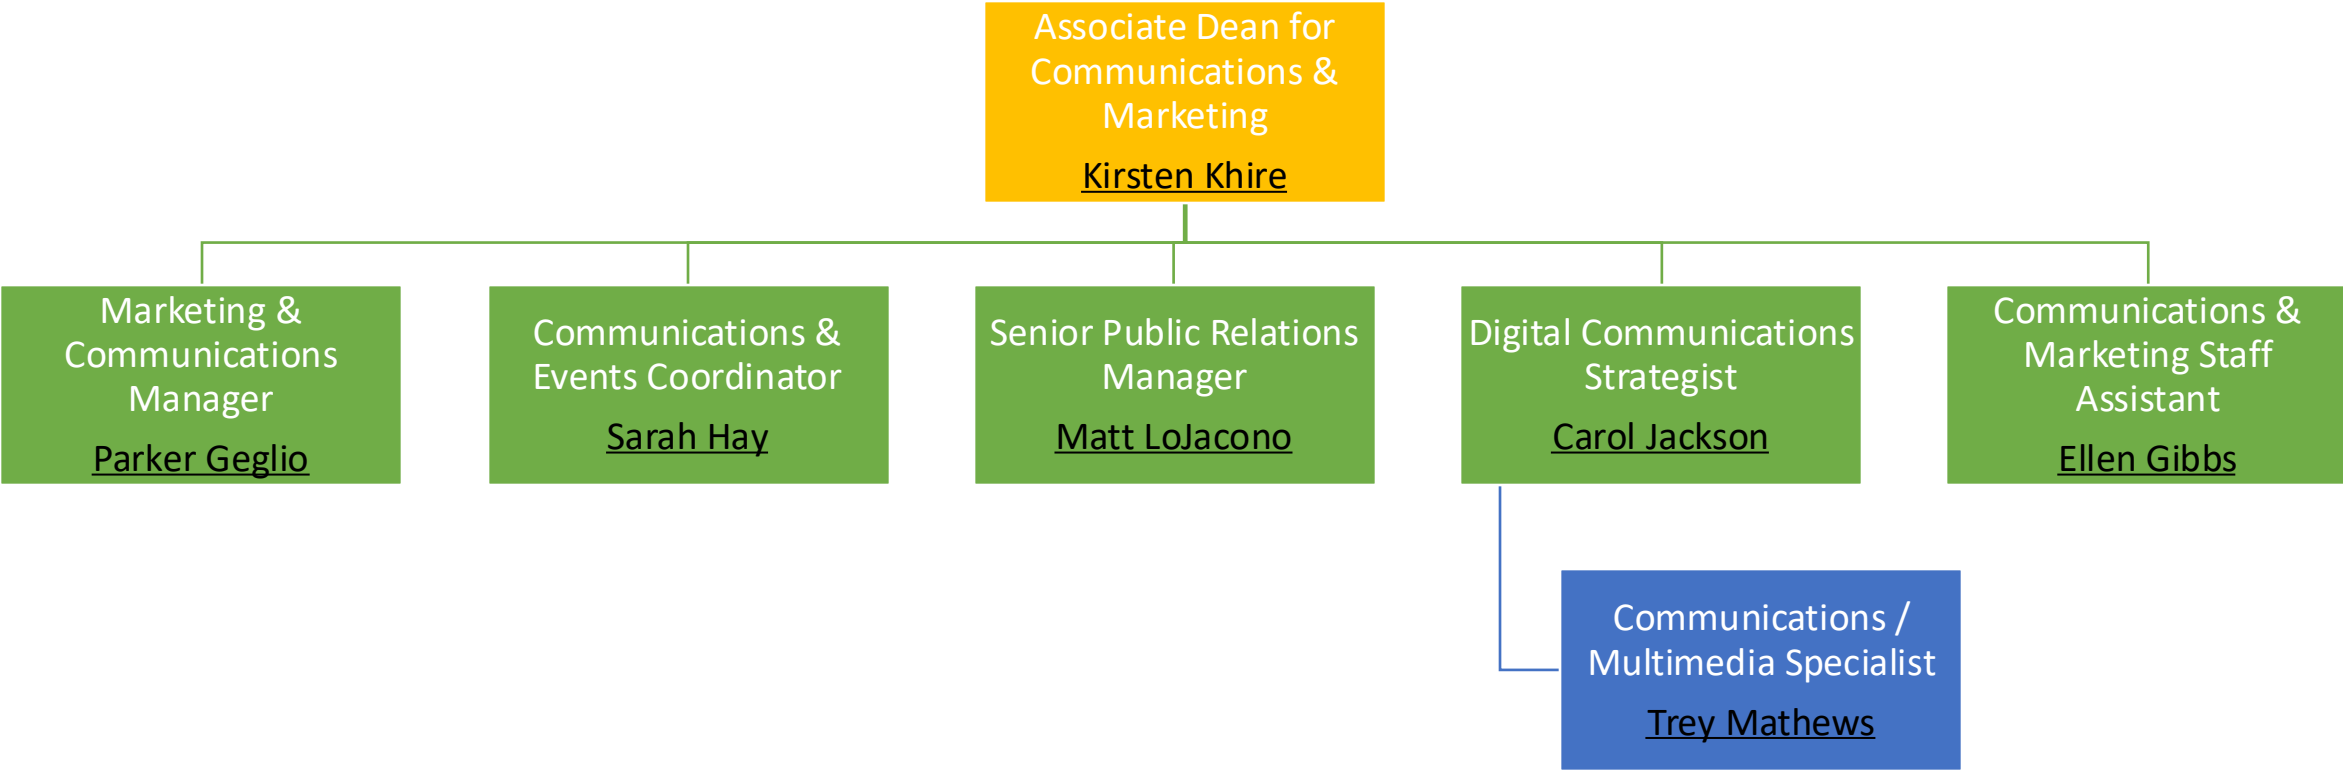 Associate Dean for
Communications &
Marketing
Kirsten Khire
Marketing &
Communications
Manager
Parker Geglio
Communications &
Events Coordinator
Sarah Hay
Senior Public Relations
Manager
Matt LoJacono
Digital Communications
Strategist
Carol Jackson
Communications &
Marketing Staff
Assistant
Ellen Gibbs
Communications /
Multimedia Specialist
Trey Mathews